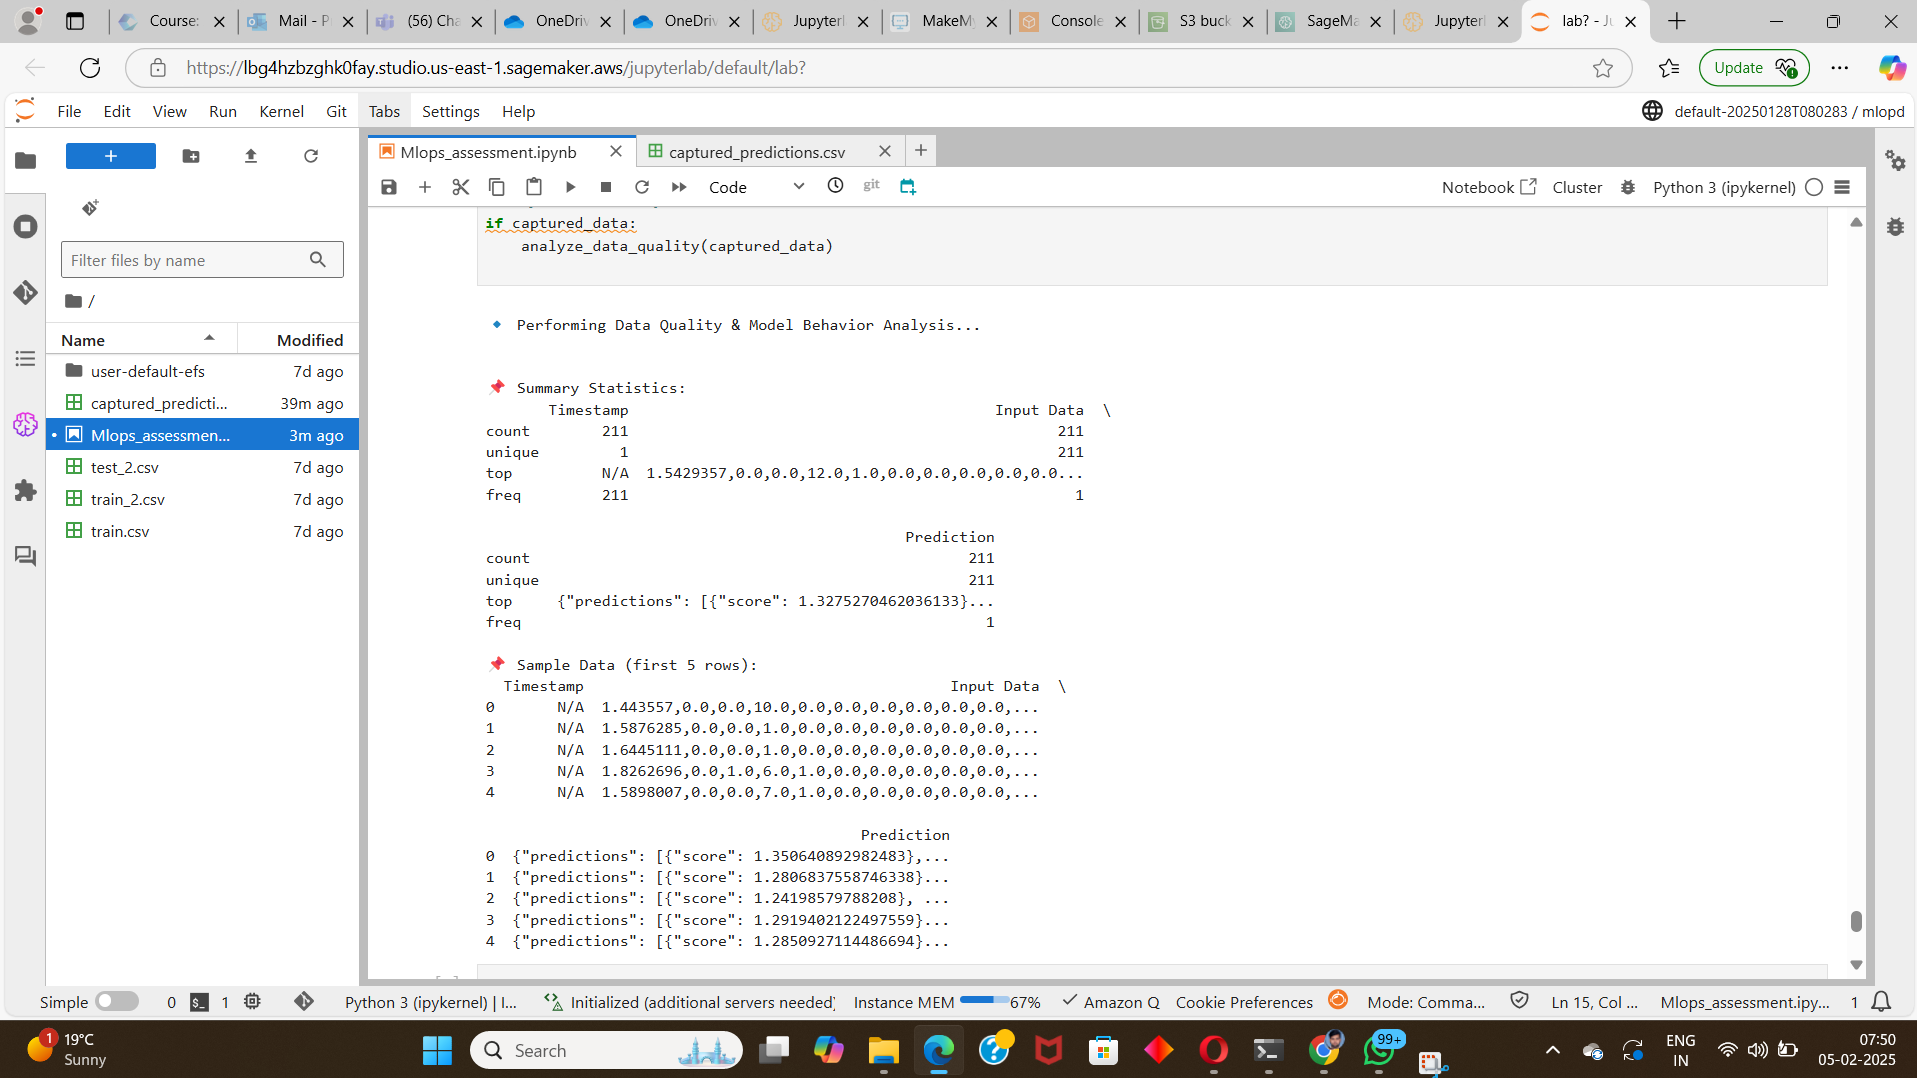 Course:
Mail - P
(56) Cha
OneDriv
OneDriv
Jupyterl
MakeMy
Console
S3 buck
SageMa
Jupyterl
lab? - Ju
https://lbg4hzbzghk0fay.studio.us-east-1.sagemaker.aws/jupyterlab/default/lab?
Update
File Edit View Run Kernel Git Tabs Settings Help
default-20250128T080283 / mlopd
Mlops_assessment.ipynb
captured_predictions.csv
Code
git
Notebook
Cluster
Python 3 (ipykernel)
Filter files by name
/
Name Modified
user-default-efs 7d ago
captured_predicti... 39m ago
Mlops_assessmen... 3m ago
test_2.csv 7d ago
train_2.csv 7d ago
train.csv 7d ago
if captured_data:
    analyze_data_quality(captured_data)
Performing Data Quality & Model Behavior Analysis...
Summary Statistics:
Timestamp Input Data \
count 211 211
unique 1 211
top N/A 1.5429357,0.0,0.0,12.0,1.0,0.0,0.0,0.0,0.0,0.0...
freq 211 1
Prediction
count 211
unique 211
top {"predictions": [{"score": 1.3275270462036133}...
freq 1
Sample Data (first 5 rows):
Timestamp Input Data \
0 N/A 1.443557,0.0,0.0,10.0,0.0,0.0,0.0,0.0,0.0,0.0,...
1 N/A 1.5876285,0.0,0.0,1.0,0.0,0.0,0.0,0.0,0.0,0.0,...
2 N/A 1.6445111,0.0,0.0,1.0,0.0,0.0,0.0,0.0,0.0,0.0,...
3 N/A 1.8262696,0.0,1.0,6.0,1.0,0.0,0.0,0.0,0.0,0.0,...
4 N/A 1.5898007,0.0,0.0,7.0,1.0,0.0,0.0,0.0,0.0,0.0,...
Prediction
0 {"predictions": [{"score": 1.350640892982483},...
1 {"predictions": [{"score": 1.2806837558746338}...
2 {"predictions": [{"score": 1.24198579788208}, ...
3 {"predictions": [{"score": 1.2919402122497559}...
4 {"predictions": [{"score": 1.2850927114486694}...
Simple 0 1 Python 3 (ipykernel) | I... Initialized (additional servers needed) Instance MEM 67% Amazon Q Cookie Preferences Mode: Comma... Ln 15, Col ... Mlops_assessment.ipy... 1
1
19°C
Sunny
Search
99+
ENG
IN
07:50
05-02-2025